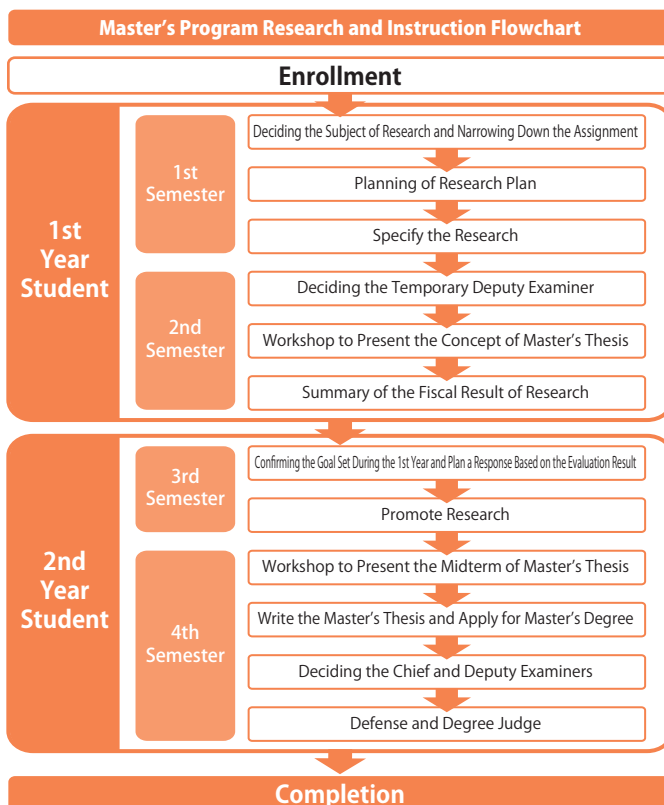 Master’s Program Research and Instruction Flowchart
Enrollment
1st
Year
Student
1st
Semester
Deciding the Subject of Research and Narrowing Down the Assignment
Planning of Research Plan
Specify the Research
2nd
Semester
Deciding the Temporary Deputy Examiner
Workshop to Present the Concept of Master’s Thesis
Summary of the Fiscal Result of Research
2nd
Year
Student
3rd
Semester
Confirming the Goal Set During the 1st Year and Plan a Response Based on the Evaluation Result
Promote Research
4th
Semester
Workshop to Present the Midterm of Master’s Thesis
Write the Master’s Thesis and Apply for Master’s Degree
Deciding the Chief and Deputy Examiners
Defense and Degree Judge
Completion